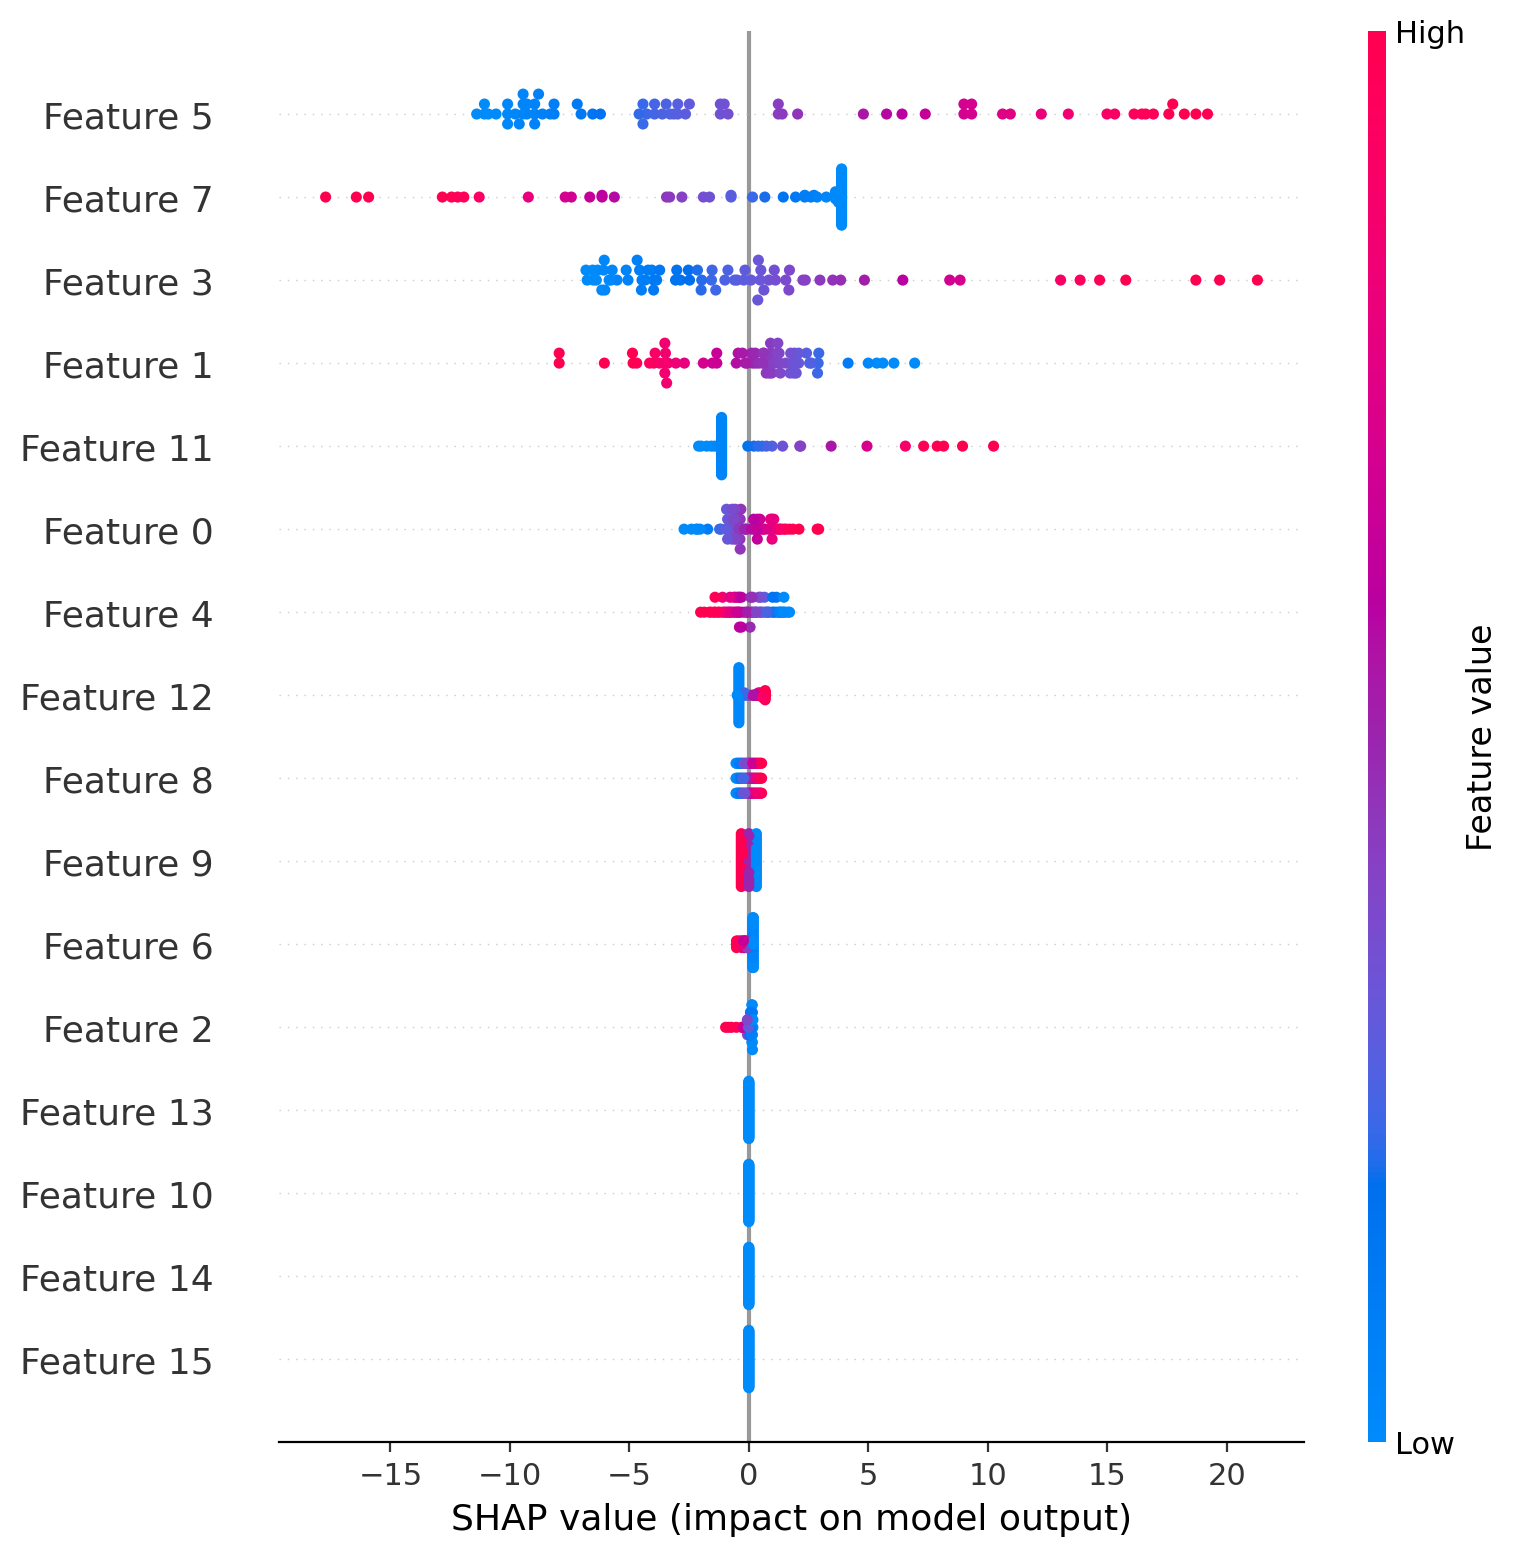 High
Feature 5
Feature 7
Feature 3
Feature 1
Feature 11
Feature 0
Feature 4
Feature 12
Feature 8
Feature 9
Feature 6
Feature 2
Feature 13
Feature 10
Feature 14
Feature 15
Feature value
Low
−15 −10 −5 0 5 10 15 20
SHAP value (impact on model output)